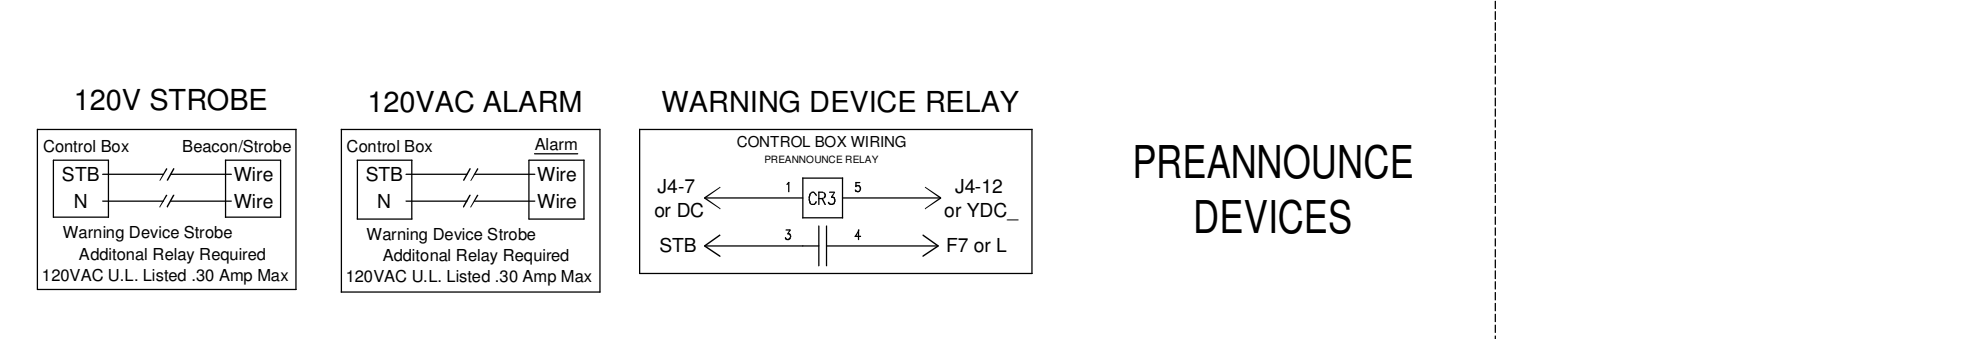 120V STROBE
Control Box Beacon/Strobe
STB Wire
N Wire
Warning Device Strobe
Additonal Relay Required
120VAC U.L. Listed .30 Amp Max
120VAC ALARM
Control Box Alarm
STB Wire
N Wire
Warning Device Strobe
Additonal Relay Required
120VAC U.L. Listed .30 Amp Max
WARNING DEVICE RELAY
CONTROL BOX WIRING
PREANNOUNCE RELAY
J4-7 1 CR3 5 J4-12
or DC or YDC_
STB 3 4 F7 or L
PREANNOUNCE
DEVICES